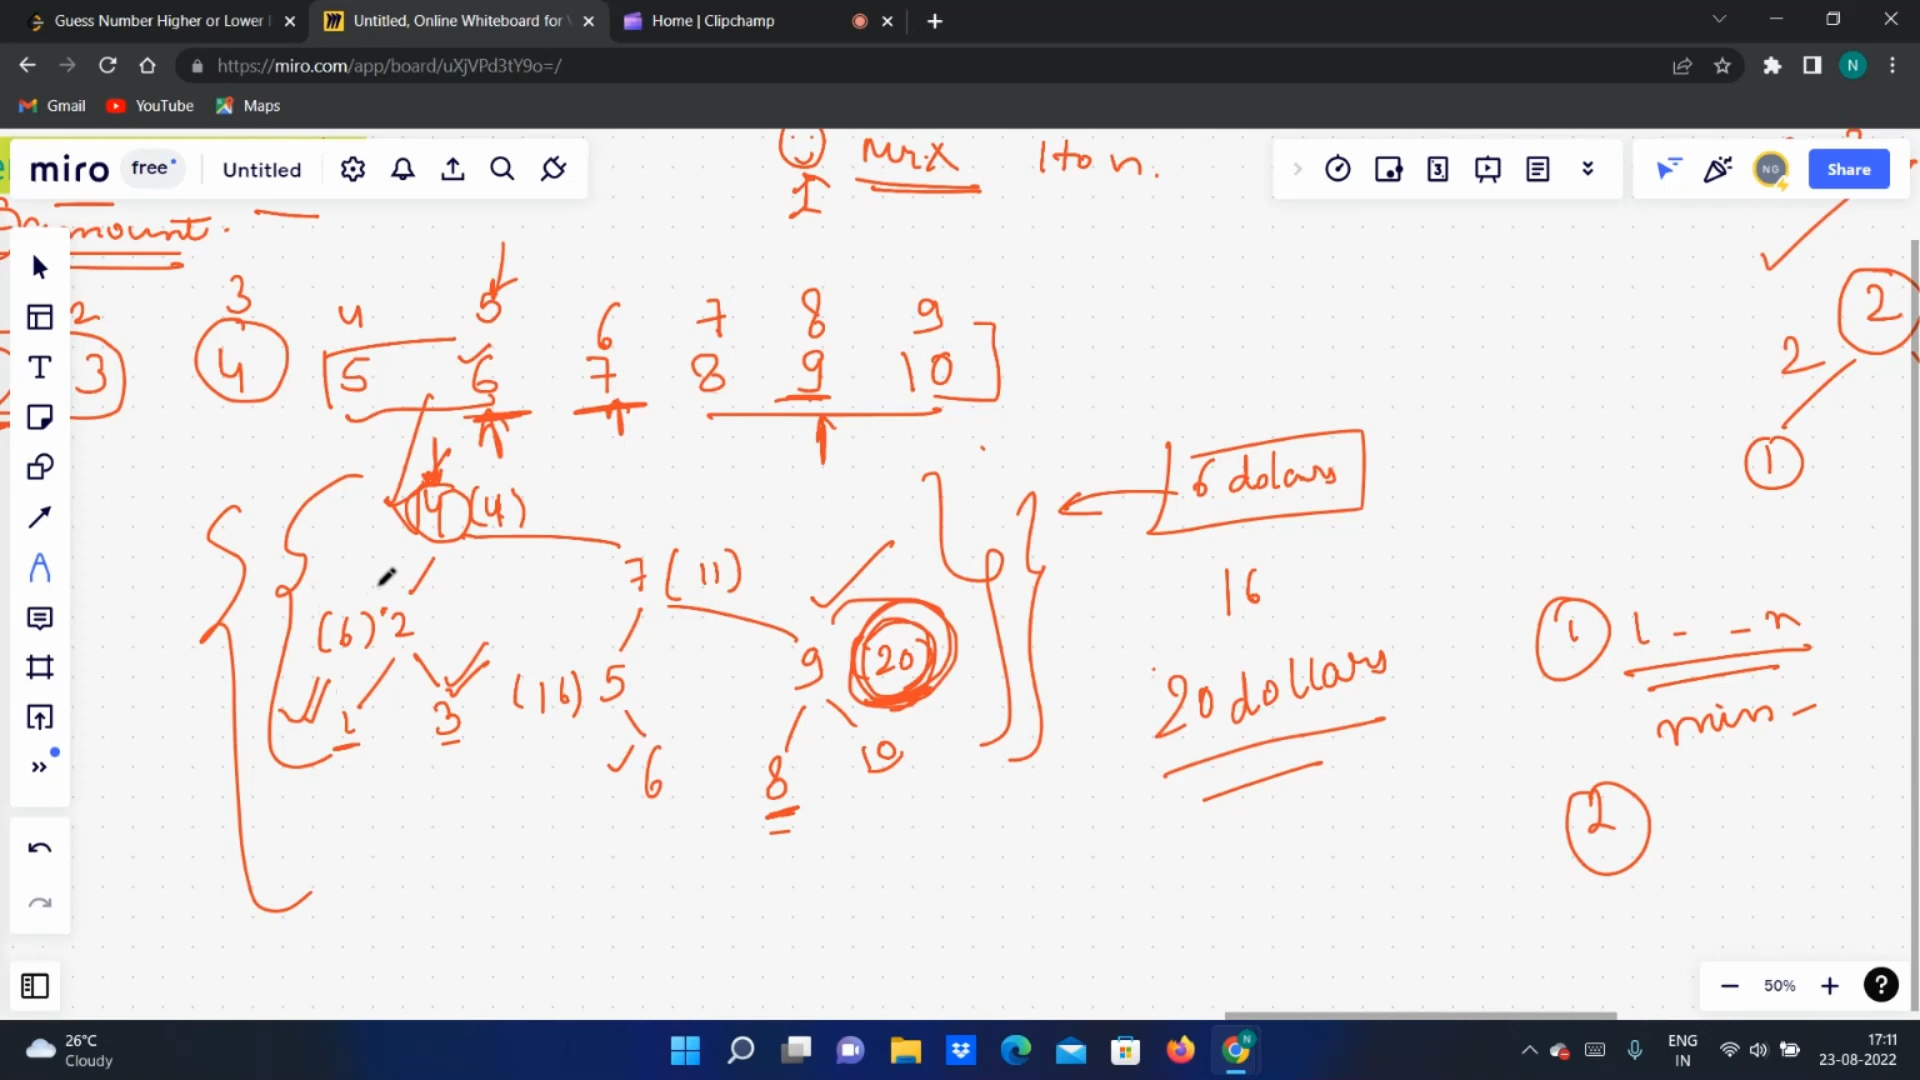 Guess Number Higher or Lower
Untitled, Online Whiteboard for
Home | Clipchamp
https://miro.com/app/board/uXjVPd3tY9o=/
N
Gmail YouTube Maps
miro free Untitled
Mr.X 1 to n.
3
NG
Share
mount.
2 3 4 5 6 7 8 9
3 4 5 6 7 8 9 10
2
2
1
4 (4)
6 dolars
7 (11)
16
(6) 2
1 1 - - n
5 (16)
9 20
20 dollars
min -
1 3
6
8 10
2
50%
?
26°C
Cloudy
N
ENG
IN
17:11
23-08-2022